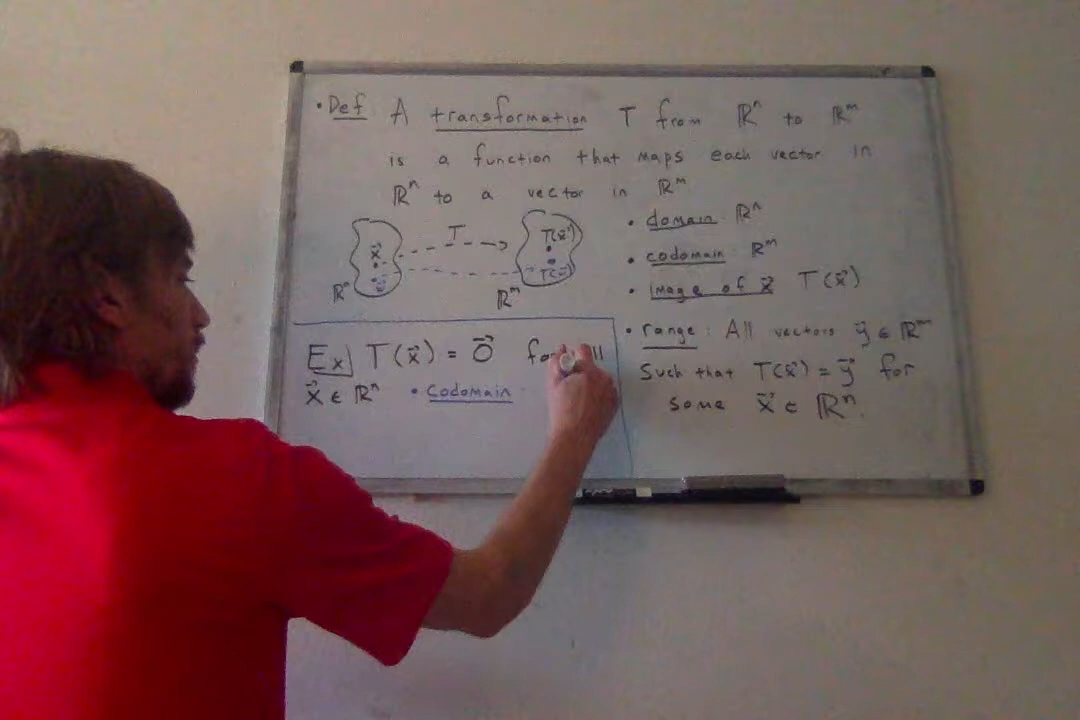 • Def A transformation T from ℝⁿ to ℝᵐ
is a function that maps each vector in
ℝⁿ to a vector in ℝᵐ
x⃗ T T(x⃗)
T(w⃗)
w⃗
ℝⁿ ℝᵐ
• domain ℝⁿ
• codomain ℝᵐ
• image of x⃗ T(x⃗)
• range: All vectors y⃗ ∈ ℝᵐ
Such that T(x⃗) = y⃗ for
some x⃗ ∈ ℝⁿ.
Ex T(x⃗) = 0⃗ for all
x⃗ ∈ ℝⁿ • Codomain